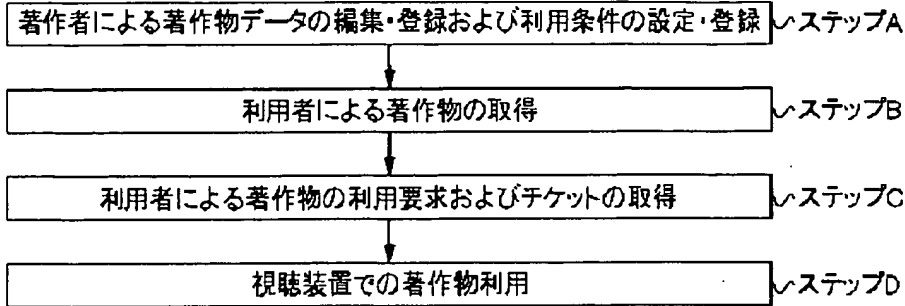 著作者による著作物データの編集・登録および利用条件の設定・登録 ステップA
利用者による著作物の取得 ステップB
利用者による著作物の利用要求およびチケットの取得 ステップC
視聴装置での著作物利用 ステップD